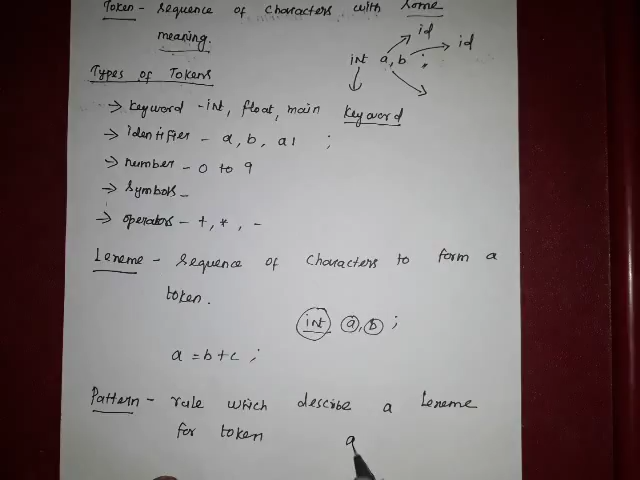 Token - Sequence of characters with some
meaning.
id
id
int a, b ;
Types of Tokens
→ keyword - int, float, main
keyword
→ identifier - a, b, a1 ;
→ number - 0 to 9
→ symbols -
→ operators - +, *, -
Lexeme - sequence of characters to form a
token.
int a, b ;
a = b + c ;
Pattern - rule which describe a lexeme
for token a